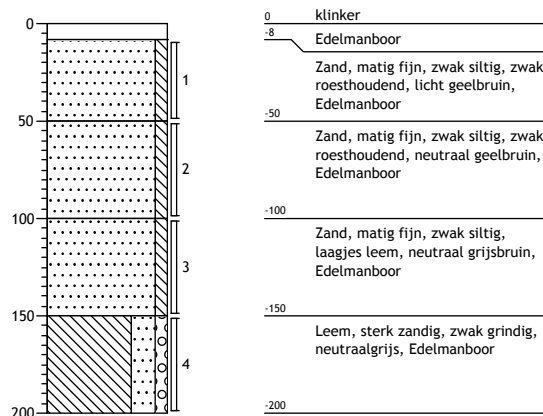 0
50
100
150
200
1
2
3
4
0
klinker
-8
Edelmanboor
Zand, matig fijn, zwak siltig, zwak
roesthoudend, licht geelbruin,
Edelmanboor
-50
Zand, matig fijn, zwak siltig, zwak
roesthoudend, neutraal geelbruin,
Edelmanboor
-100
Zand, matig fijn, zwak siltig,
laagjes leem, neutraal grijsbruin,
Edelmanboor
-150
Leem, sterk zandig, zwak grindig,
neutraalgrijs, Edelmanboor
-200